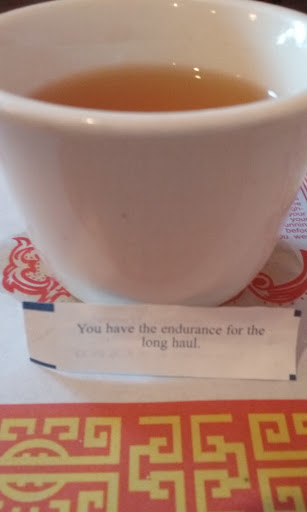 You have the endurance for the
long haul.